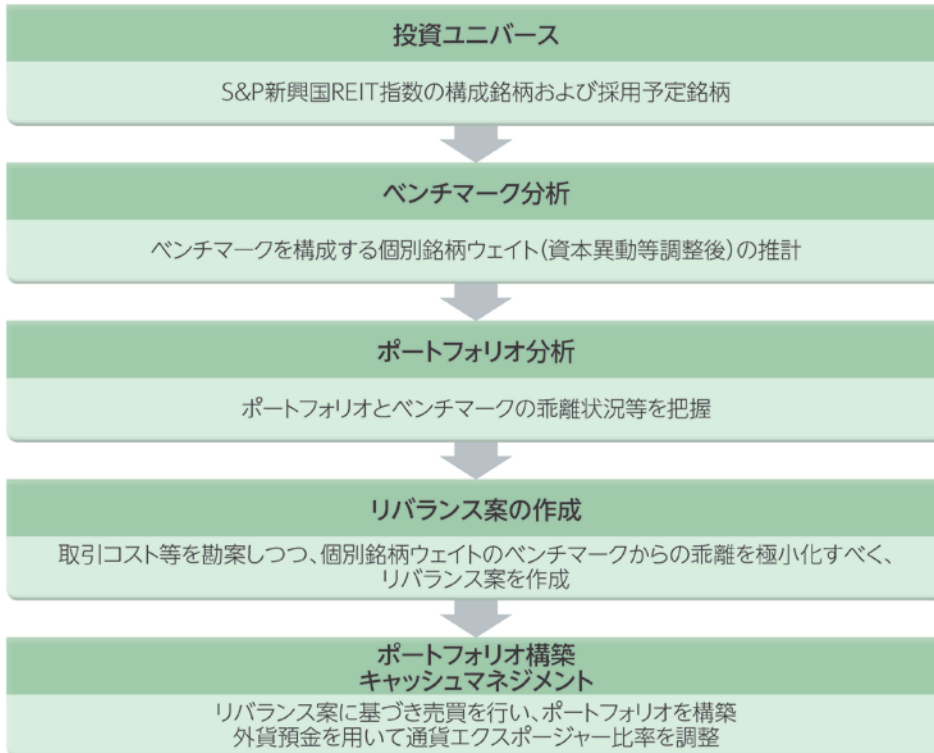 投資ユニバース
S&P新興国REIT指数の構成銘柄および採用予定銘柄
ベンチマーク分析
ベンチマークを構成する個別銘柄ウェイト(資本異動等調整後)の推計
ポートフォリオ分析
ポートフォリオとベンチマークの乖離状況等を把握
リバランス案の作成
取引コスト等を勘案しつつ、個別銘柄ウェイトのベンチマークからの乖離を極小化すべく、
リバランス案を作成
ポートフォリオ構築
キャッシュマネジメント
リバランス案に基づき売買を行い、ポートフォリオを構築
外貨預金を用いて通貨エクスポージャー比率を調整